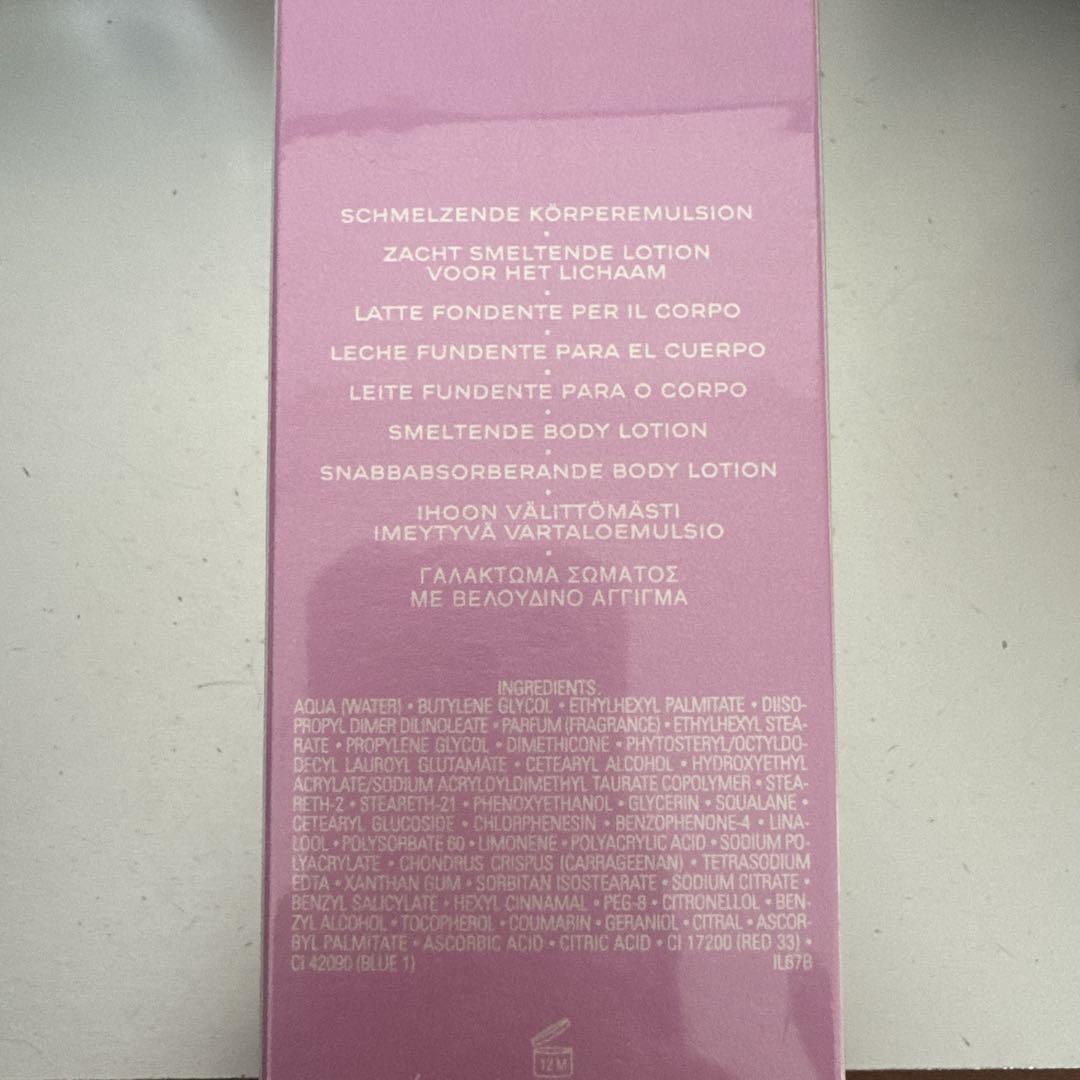 SCHMELZENDE KÖRPEREMULSION
•
ZACHT SMELTENDE LOTION
VOOR HET LICHAAM
•
LATTE FONDENTE PER IL CORPO
•
LECHE FUNDENTE PARA EL CUERPO
•
LEITE FUNDENTE PARA O CORPO
•
SMELTENDE BODY LOTION
•
SNABBABSORBERANDE BODY LOTION
•
IHOON VÄLITTÖMÄSTI
IMEYTYVÄ VARTALOEMULSIO
•
ΓΑΛΑΚΤΩΜΑ ΣΩΜΑΤΟΣ
ΜΕ ΒΕΛΟΥΔΙΝΟ ΑΓΓΙΓΜΑ
INGREDIENTS:
AQUA (WATER) • BUTYLENE GLYCOL • ETHYLHEXYL PALMITATE • DIISO-
PROPYL DIMER DILINOLEATE • PARFUM (FRAGRANCE) • ETHYLHEXYL STEA-
RATE • PROPYLENE GLYCOL • DIMETHICONE • PHYTOSTERYL/OCTYLDO-
DECYL LAUROYL GLUTAMATE • CETEARYL ALCOHOL • HYDROXYETHYL
ACRYLATE/SODIUM ACRYLOYLDIMETHYL TAURATE COPOLYMER • STEA-
RETH-2 • STEARETH-21 • PHENOXYETHANOL • GLYCERIN • SQUALANE •
CETEARYL GLUCOSIDE • CHLORPHENESIN • BENZOPHENONE-4 • LINA-
LOOL • POLYSORBATE 60 • LIMONENE • POLYACRYLIC ACID • SODIUM PO-
LYACRYLATE • CHONDRUS CRISPUS (CARRAGEENAN) • TETRASODIUM
EDTA • XANTHAN GUM • SORBITAN ISOSTEARATE • SODIUM CITRATE •
BENZYL SALICYLATE • HEXYL CINNAMAL • PEG-8 • CITRONELLOL • BEN-
ZYL ALCOHOL • TOCOPHEROL • COUMARIN • GERANIOL • CITRAL • ASCOR-
BYL PALMITATE • ASCORBIC ACID • CITRIC ACID • CI 17200 (RED 33) •
CI 42090 (BLUE 1) IL67B
12 M